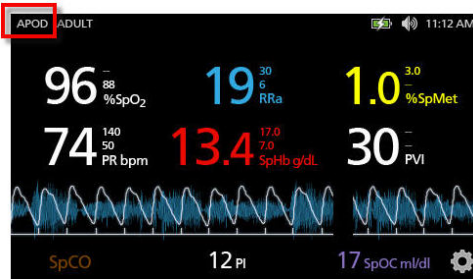 APOD ADULT 11:12 AM
96 – 88 %SpO₂ 19 30 6 RRa 1.0 3.0 – %SpMet
74 140 50 PR bpm 13.4 17.0 7.0 SpHb g/dL 30 – – PVI
SpCO 12 PI 17 SpOC ml/dl